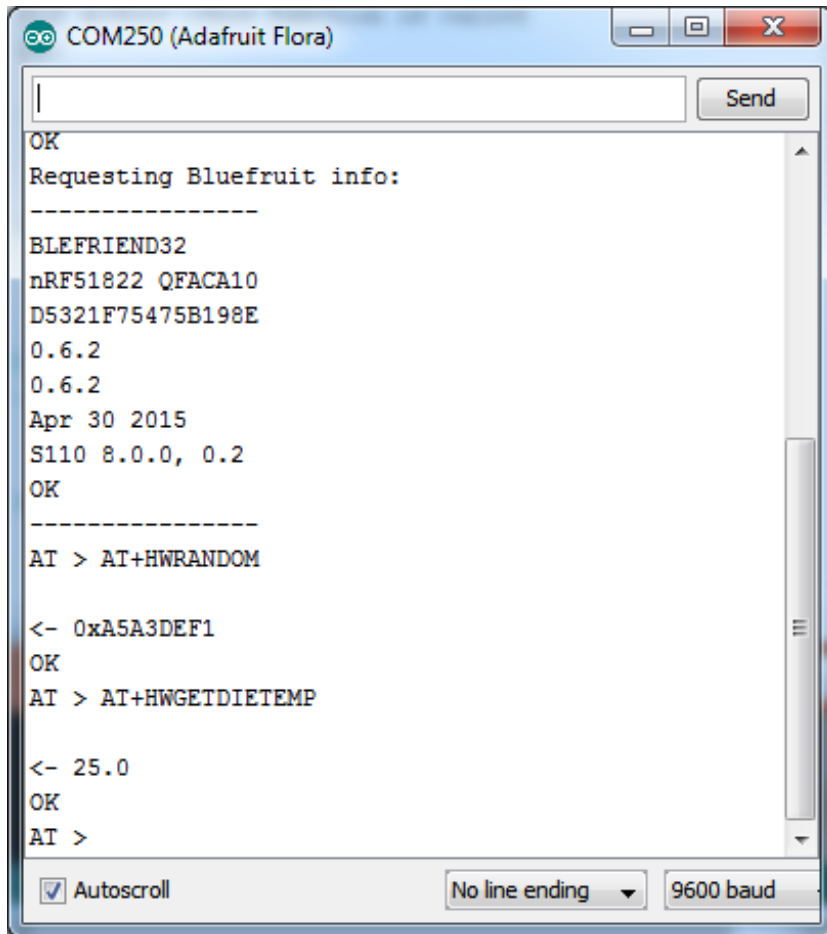 COM250 (Adafruit Flora)
Send
OK
Requesting Bluefruit info:
----------------
BLEFRIEND32
nRF51822 QFACA10
D5321F75475B198E
0.6.2
0.6.2
Apr 30 2015
S110 8.0.0, 0.2
OK
----------------
AT > AT+HWRANDOM
<- 0xA5A3DEF1
OK
AT > AT+HWGETDIETEMP
<- 25.0
OK
AT >
Autoscroll No line ending 9600 baud